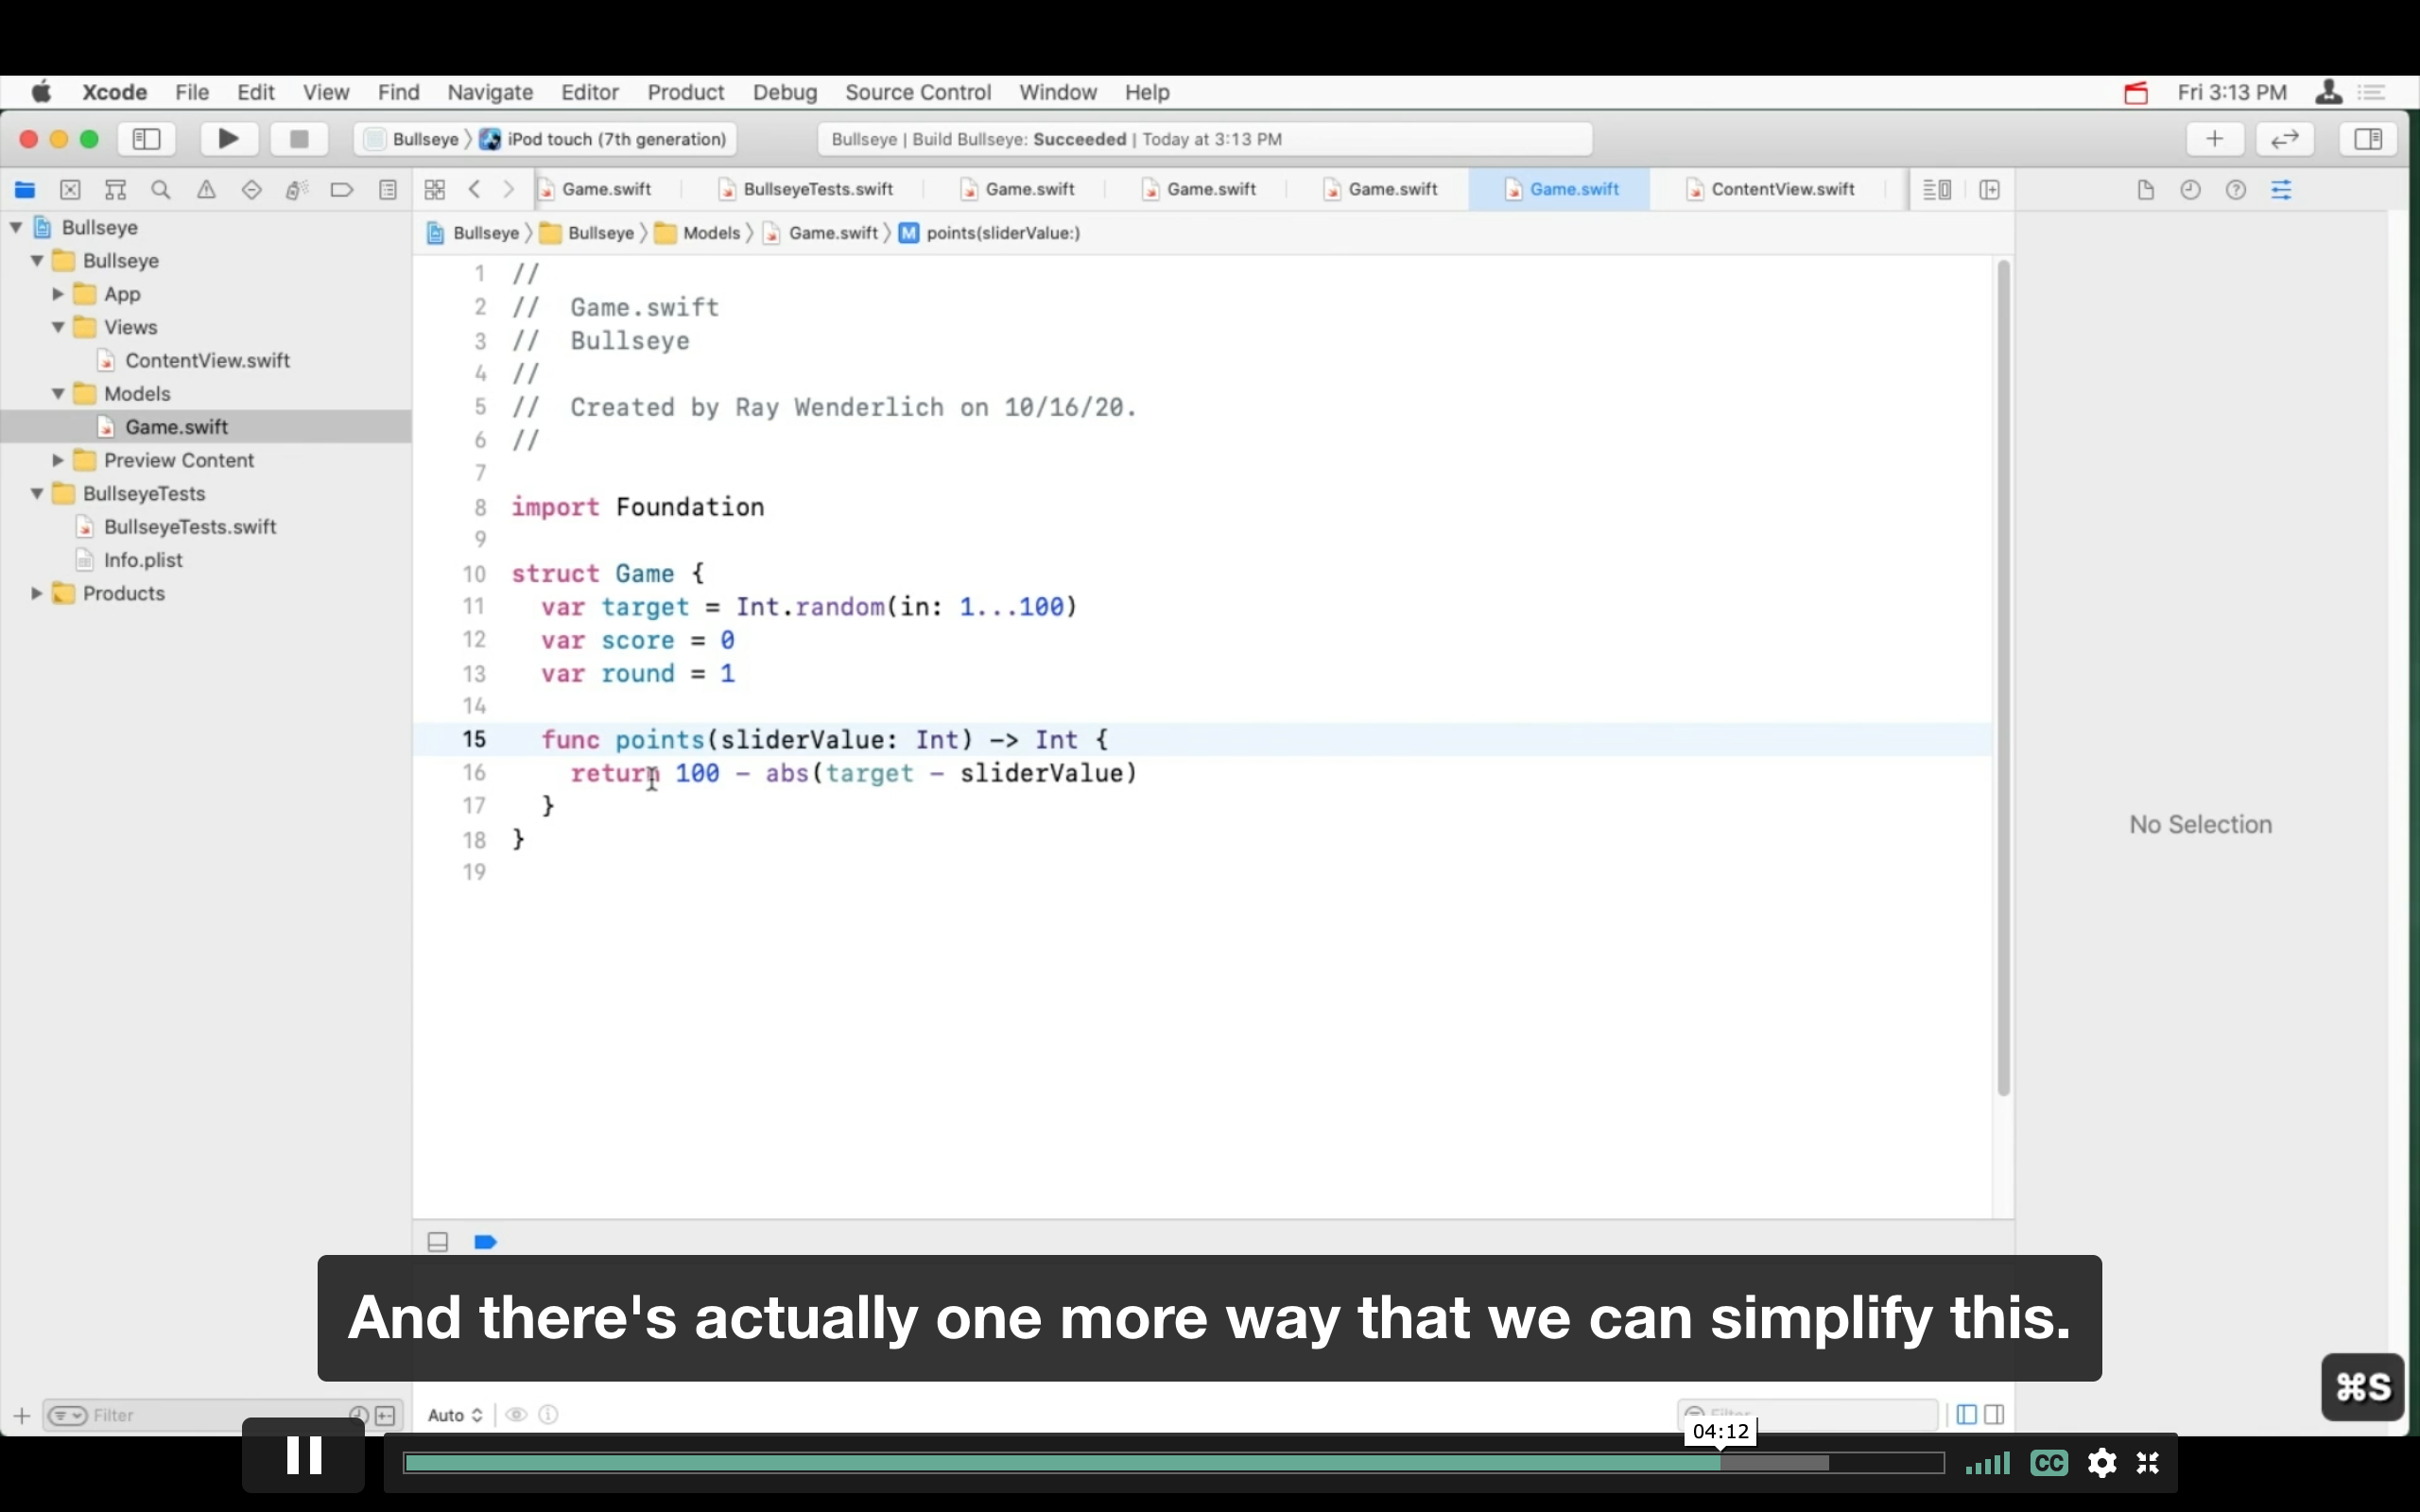 Xcode File Edit View Find Navigate Editor Product Debug Source Control Window Help Fri 3:13 PM
Bullseye iPod touch (7th generation) Bullseye | Build Bullseye: Succeeded | Today at 3:13 PM
Game.swift BullseyeTests.swift Game.swift Game.swift Game.swift Game.swift ContentView.swift
Bullseye Bullseye Models Game.swift M points(sliderValue:)
Bullseye
Bullseye
App
Views
ContentView.swift
Models
Game.swift
Preview Content
BullseyeTests
BullseyeTests.swift
Info.plist
Products
1 //
2 // Game.swift
3 // Bullseye
4 //
5 // Created by Ray Wenderlich on 10/16/20.
6 //
7
8 import Foundation
9
10 struct Game {
11 var target = Int.random(in: 1...100)
12 var score = 0
13 var round = 1
14
15 func points(sliderValue: Int) -> Int {
16 return 100 - abs(target - sliderValue)
17 }
18 }
19
No Selection
And there's actually one more way that we can simplify this.
⌘S
Filter Auto Filter
04:12
CC